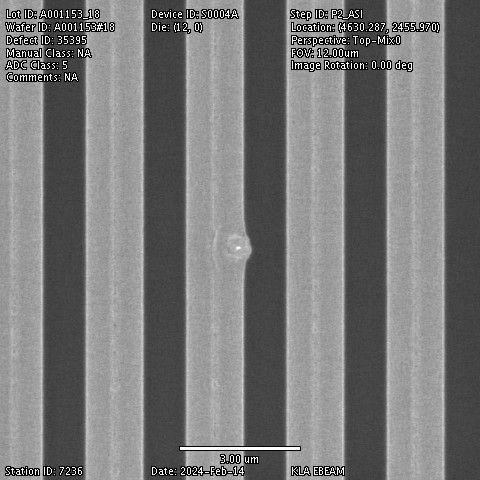 Lot ID: A001153_18
Wafer ID: A001153#18
Defect ID: 35395
Manual Class: NA
ADC Class: 5
Comments: NA
Device ID: S0004A
Die: (12, 0)
Step ID: P2_ASI
Location: (4630.287, 2455.970)
Perspective: Top-Mix0
FOV: 12.00um
Image Rotation: 0.00 deg
3.00 um
Station ID: 7236
Date: 2024-Feb-14
KLA EBEAM